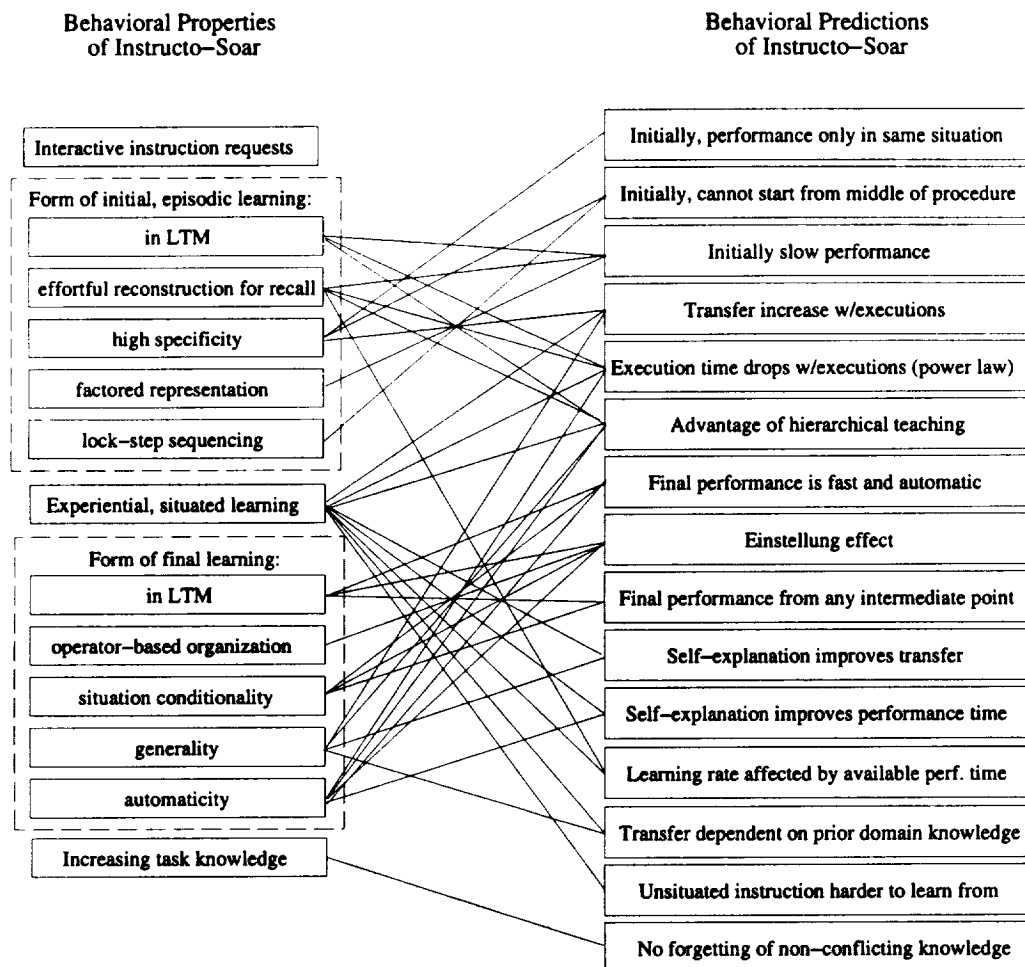 Behavioral Properties
of Instructo–Soar
Interactive instruction requests
Form of initial, episodic learning:
in LTM
effortful reconstruction for recall
high specificity
factored representation
lock–step sequencing
Experiential, situated learning
Form of final learning:
in LTM
operator–based organization
situation conditionality
generality
automaticity
Increasing task knowledge
Behavioral Predictions
of Instructo–Soar
Initially, performance only in same situation
Initially, cannot start from middle of procedure
Initially slow performance
Transfer increase w/executions
Execution time drops w/executions (power law)
Advantage of hierarchical teaching
Final performance is fast and automatic
Einstellung effect
Final performance from any intermediate point
Self–explanation improves transfer
Self–explanation improves performance time
Learning rate affected by available perf. time
Transfer dependent on prior domain knowledge
Unsituated instruction harder to learn from
No forgetting of non–conflicting knowledge